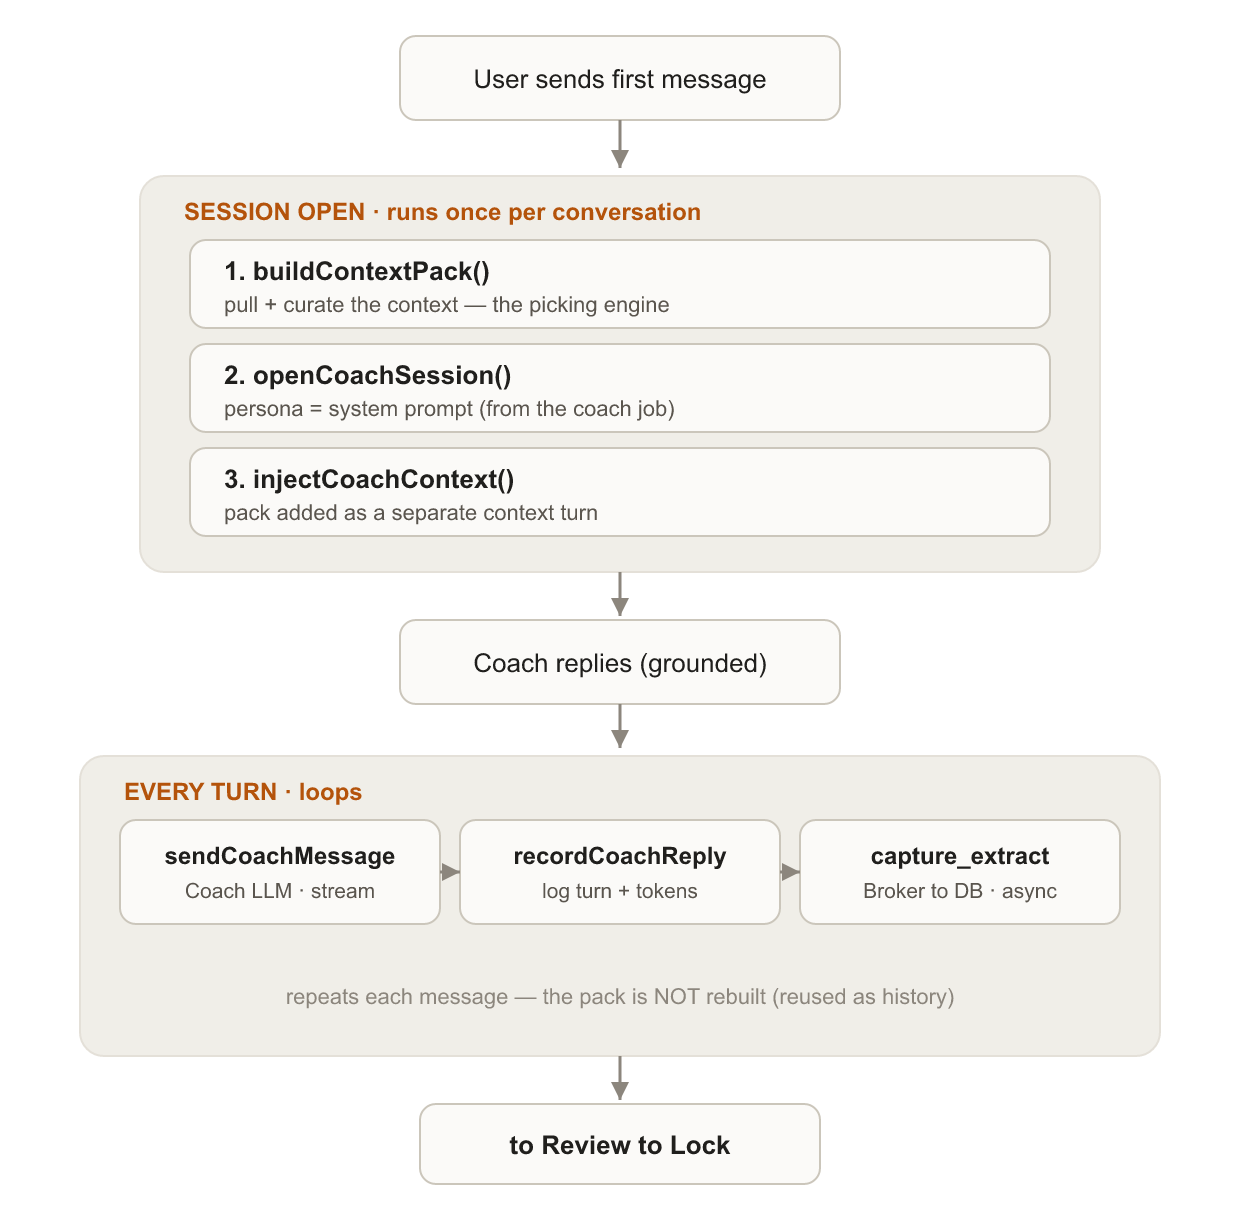 User sends first message
SESSION OPEN · runs once per conversation
1. buildContextPack()
pull + curate the context — the picking engine
2. openCoachSession()
persona = system prompt (from the coach job)
3. injectCoachContext()
pack added as a separate context turn
Coach replies (grounded)
EVERY TURN · loops
sendCoachMessage
Coach LLM · stream
recordCoachReply
log turn + tokens
capture_extract
Broker to DB · async
repeats each message — the pack is NOT rebuilt (reused as history)
to Review to Lock